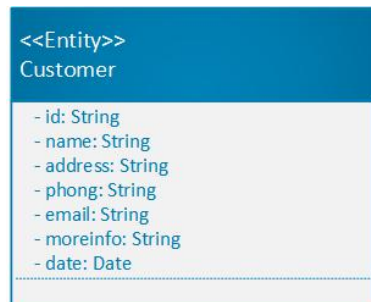 <<Entity>>
Customer
- id: String
- name: String
- address: String
- phong: String
- email: String
- moreinfo: String
- date: Date